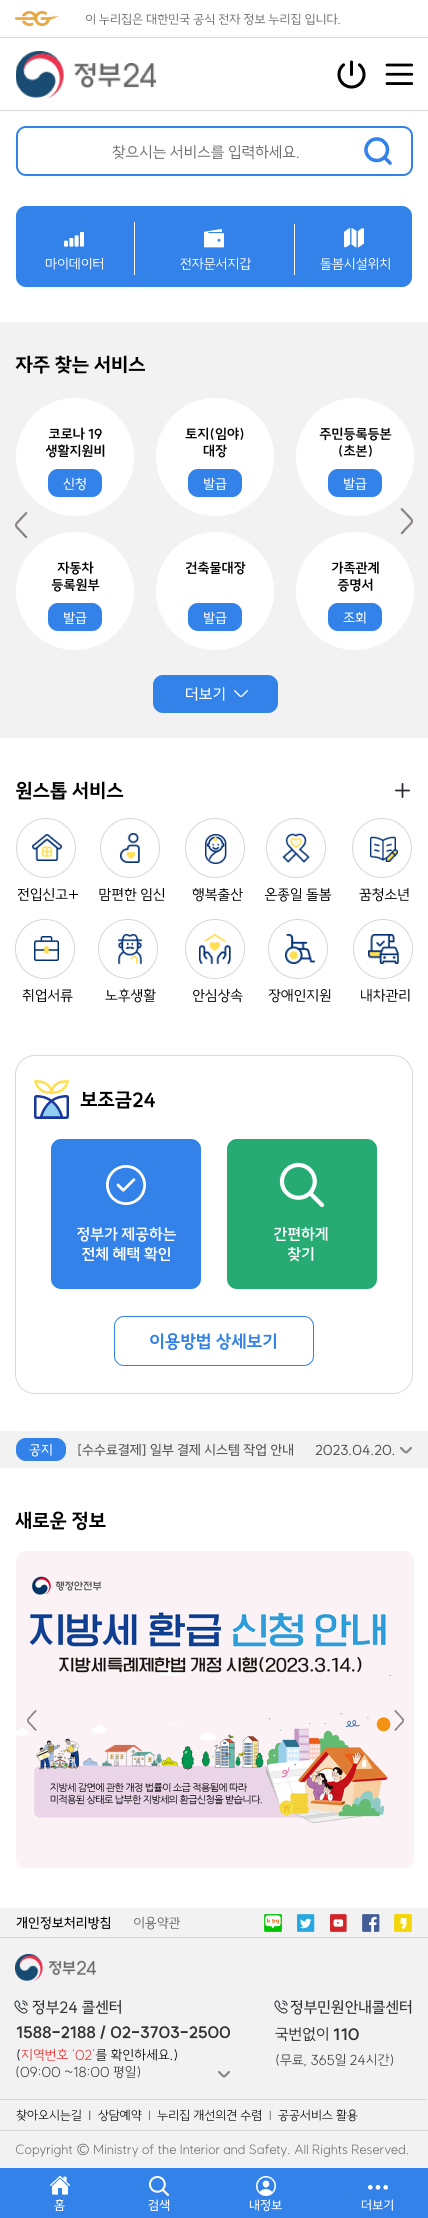 이 누리집은 대한민국 공식 전자 정보 누리집 입니다.
정부24
찾으시는 서비스를 입력하세요.
마이데이터 전자문서지갑 돌봄시설위치
자주 찾는 서비스
코로나 19
생활지원비
신청
토지(임야)
대장
발급
주민등록등본
(초본)
발급
자동차
등록원부
발급
건축물대장
발급
가족관계
증명서
조회
더보기
원스톱 서비스
전입신고+ 맘편한 임신 행복출산 온종일 돌봄 꿈청소년
취업서류 노후생활 안심상속 장애인지원 내차관리
보조금24
정부가 제공하는
전체 혜택 확인
간편하게
찾기
이용방법 상세보기
공지 [수수료결제] 일부 결제 시스템 작업 안내 2023.04.20.
새로운 정보
행정안전부
지방세 환급 신청 안내
지방세특례제한법 개정 시행(2023.3.14.)
지방세 감면에 관한 개정 법률이 소급 적용됨에 따라
미적용된 상태로 납부한 지방세의 환급신청을 받습니다.
개인정보처리방침 이용약관
정부24
정부24 콜센터
1588-2188 / 02-3703-2500
(지역번호 '02'를 확인하세요.)
(09:00 ~18:00 평일)
정부민원안내콜센터
국번없이 110
(무료, 365일 24시간)
찾아오시는길 | 상담예약 | 누리집 개선의견 수렴 | 공공서비스 활용
Copyright © Ministry of the Interior and Safety. All Rights Reserved.
홈 검색 내정보 더보기